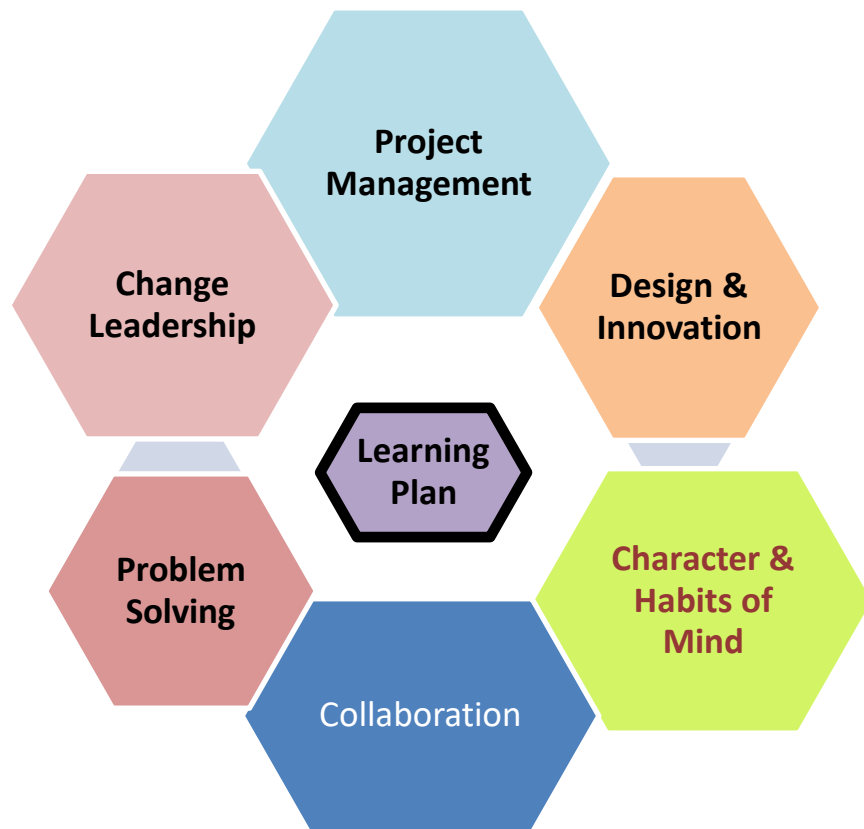 Project
Management
Change
Leadership
Design &
Innovation
Learning
Plan
Problem
Solving
Character &
Habits of
Mind
Collaboration